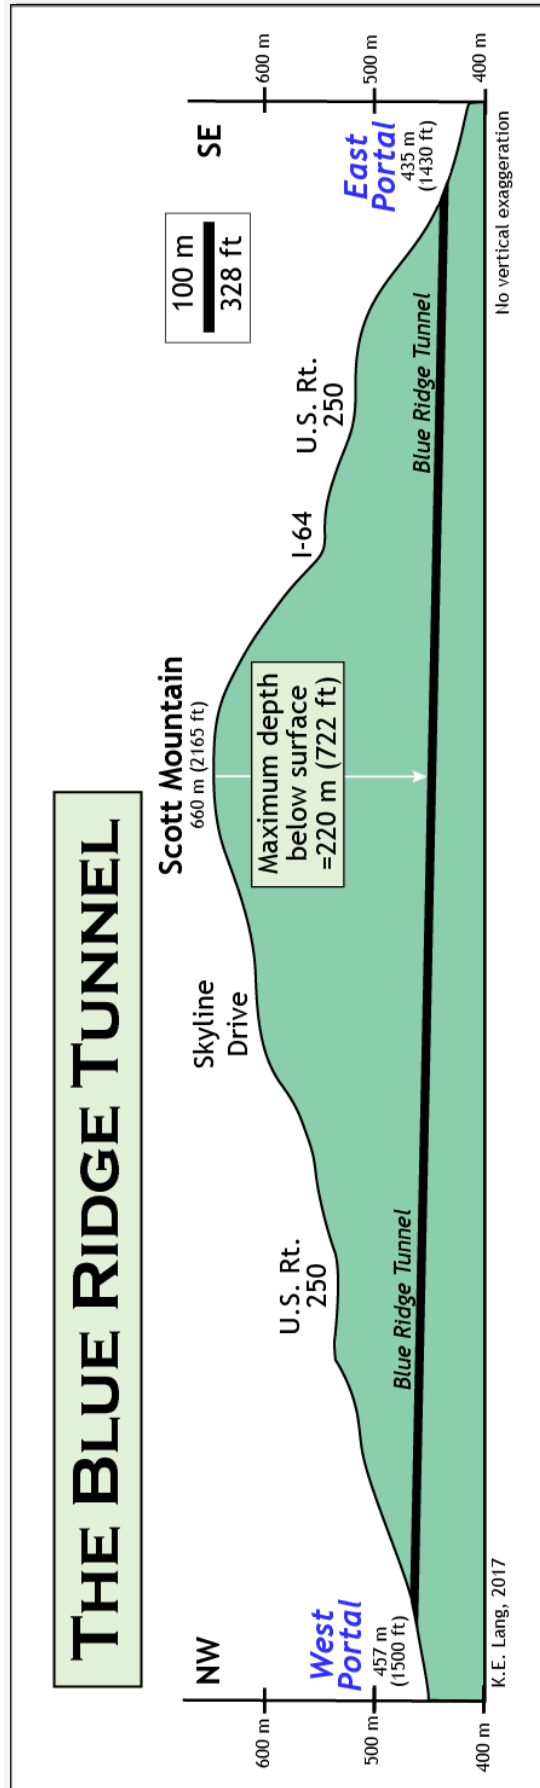 THE BLUE RIDGE TUNNEL
NW
SE
600 m
500 m
400 m
West
Portal
457 m
(1500 ft)
U.S. Rt.
250
Skyline
Drive
Scott Mountain
660 m (2165 ft)
Maximum depth
below surface
=220 m (722 ft)
I-64
U.S. Rt.
250
100 m
328 ft
East
Portal
435 m
(1430 ft)
600 m
500 m
400 m
Blue Ridge Tunnel
Blue Ridge Tunnel
K.E. Lang, 2017
No vertical exaggeration